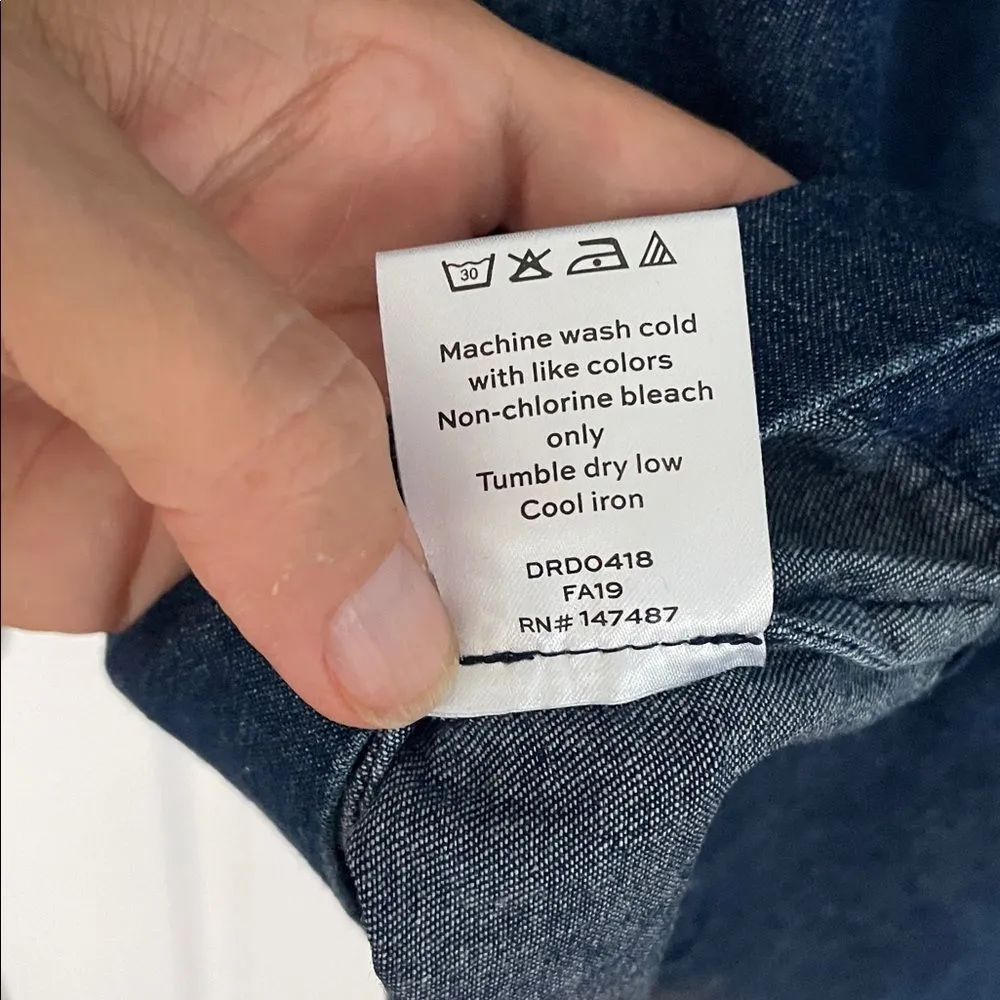 30
Machine wash cold
with like colors
Non-chlorine bleach
only
Tumble dry low
Cool iron
DRDO418
FA19
RN# 147487